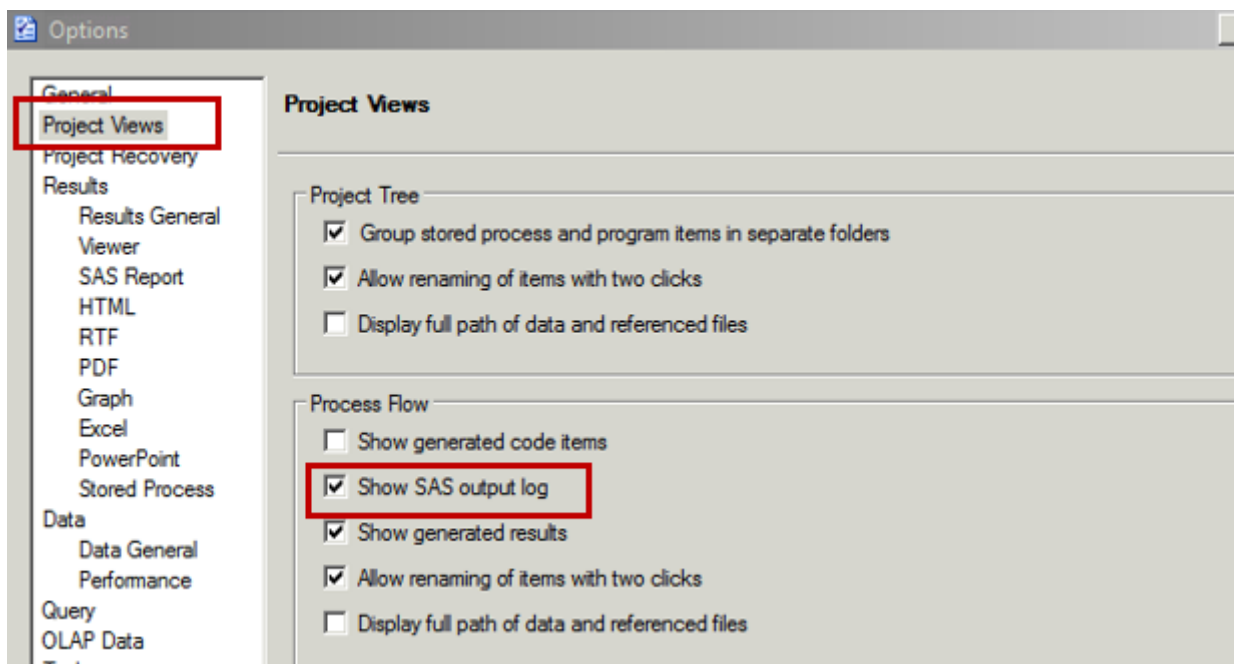 Options
General
Project Views
Project Recovery
Results
Results General
Viewer
SAS Report
HTML
RTF
PDF
Graph
Excel
PowerPoint
Stored Process
Data
Data General
Performance
Query
OLAP Data
Project Views
Project Tree
Group stored process and program items in separate folders
Allow renaming of items with two clicks
Display full path of data and referenced files
Process Flow
Show generated code items
Show SAS output log
Show generated results
Allow renaming of items with two clicks
Display full path of data and referenced files